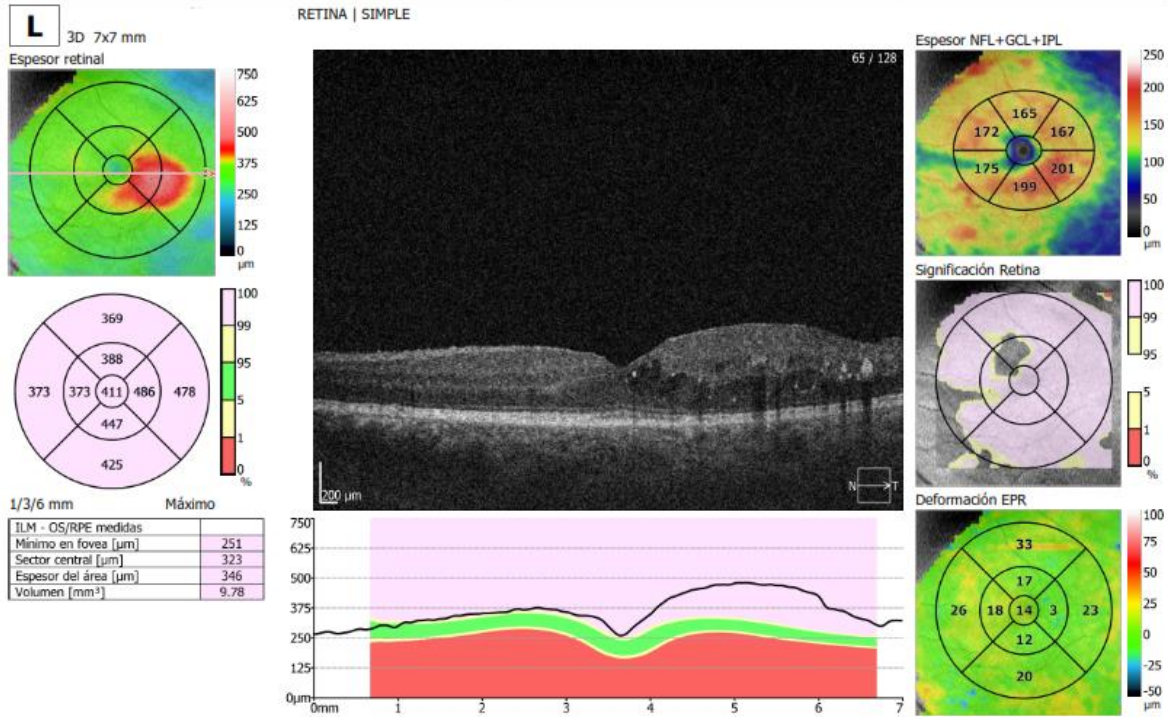 RETINA | SIMPLE
L 3D 7x7 mm
Espesor retinal
750
625
500
375
250
125
0
µm
369
388
373 373 411 486 478
447
425
100
99
95
5
1
0
%
1/3/6 mm Máximo
ILM - OS/RPE medidas
Mínimo en fovea [µm] 251
Sector central [µm] 323
Espesor del área [µm] 346
Volumen [mm³] 9.78
65 / 128
200 µm
N T
750
625
500
375
250
125
0µm
0mm 1 2 3 4 5 6 7
Espesor NFL+GCL+IPL
165
172 167
175 201
199
250
200
150
100
50
0
µm
Significación Retina
100
99
95
5
1
0
%
Deformación EPR
33
17
26 18 14 3 23
12
20
100
75
50
25
0
-25
-50
µm